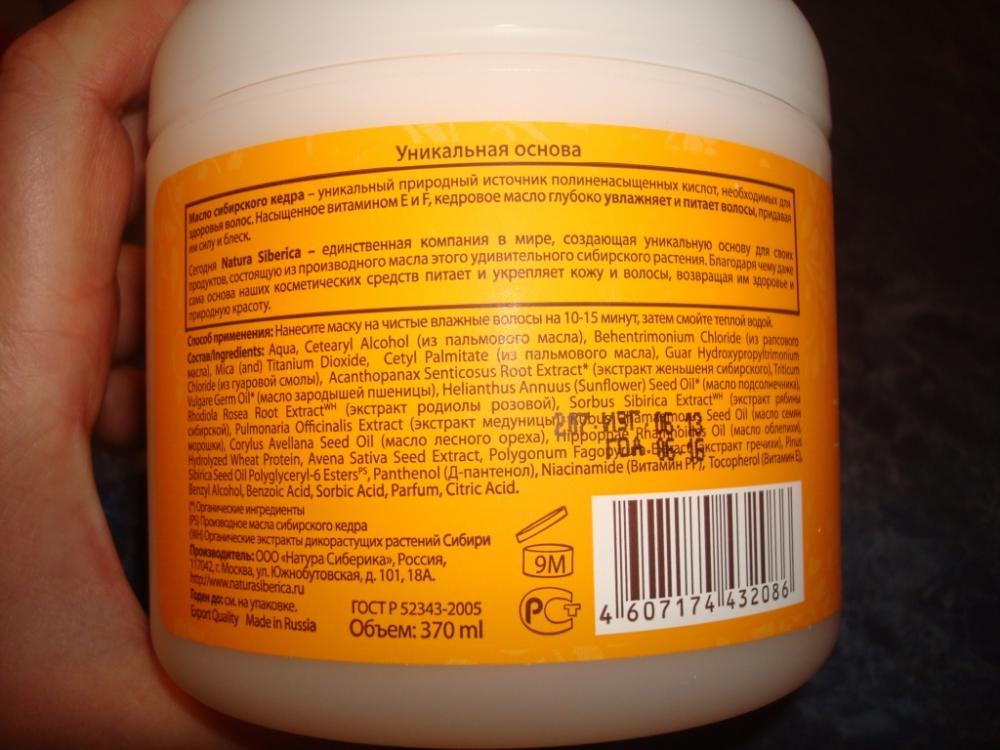 Уникальная основа
Масло сибирского кедра – уникальный природный источник полиненасыщенных кислот, необходимых для
здоровья волос. Насыщенное витамином Е и F, кедровое масло глубоко увлажняет и питает волосы, придавая
им силу и блеск.
Сегодня Natura Siberica – единственная компания в мире, создающая уникальную основу для своих
продуктов, состоящую из производного масла этого удивительного сибирского растения. Благодаря чему даже
сама основа наших косметических средств питает и укрепляет кожу и волосы, возвращая им здоровье и
природную красоту.
Способ применения: Нанесите маску на чистые влажные волосы на 10-15 минут, затем смойте теплой водой.
Состав/Ingredients: Aqua, Cetearyl Alcohol (из пальмового масла), Behentrimonium Chloride (из рапсового
масла), Mica (and) Titanium Dioxide, Cetyl Palmitate (из пальмового масла), Guar Hydroxypropyltrimonium
Chloride (из гуаровой смолы), Acanthopanax Senticosus Root Extract* (экстракт женьшеня сибирского), Triticum
Vulgare Germ Oil* (масло зародышей пшеницы), Helianthus Annuus (Sunflower) Seed Oil* (масло подсолнечника),
Rhodiola Rosea Root Extract WH (экстракт родиолы розовой), Sorbus Sibirica Extract WH (экстракт рябины
сибирской), Pulmonaria Officinalis Extract (экстракт медуницы), Seed Oil (масло семян
морошки), Corylus Avellana Seed Oil (масло лесного ореха), Hippophae Oil (масло облепихи),
Hydrolyzed Wheat Protein, Avena Sativa Seed Extract, Polygonum (экстракт гречихи), Pinus
Sibirica Seed Oil Polyglyceryl-6 Esters PS, Panthenol (Д-пантенол), Niacinamide (Витамин РР), Tocopherol (Витамин Е),
Benzyl Alcohol, Benzoic Acid, Sorbic Acid, Parfum, Citric Acid.
(*) Органические ингредиенты
(PS) Производное масла сибирского кедра
(WH) Органические экстракты дикорастущих растений Сибири
Производитель: ООО «Натура Сиберика», Россия,
117042, г. Москва, ул. Южнобутовская, д. 101, 18А.
http://www.naturasiberica.ru
Годен до: см. на упаковке.
Export Quality Made in Russia
ГОСТ Р 52343-2005
Объем: 370 ml
9M
РСТ
4 607174 432086
ИЗГ. 06 13